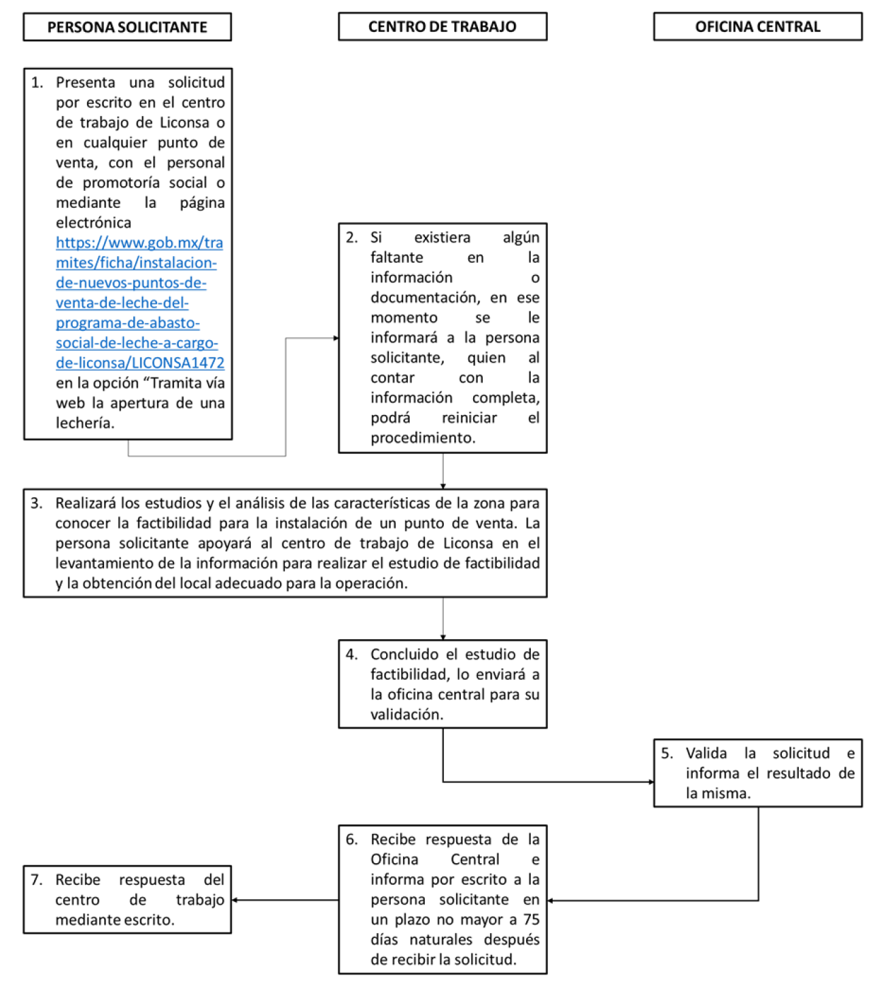 PERSONA SOLICITANTE
CENTRO DE TRABAJO
OFICINA CENTRAL
1. Presenta una solicitud
por escrito en el centro
de trabajo de Liconsa o
en cualquier punto de
venta, con el personal
de promotoría social o
mediante la página
electrónica
https://www.gob.mx/tra
mites/ficha/instalacion-
de-nuevos-puntos-de-
venta-de-leche-del-
programa-de-abasto-
social-de-leche-a-cargo-
de-liconsa/LICONSA1472
en la opción “Tramita vía
web la apertura de una
lechería.
2. Si existiera algún
faltante en la
información o
documentación, en ese
momento se le
informará a la persona
solicitante, quien al
contar con la
información completa,
podrá reiniciar el
procedimiento.
3. Realizará los estudios y el análisis de las características de la zona para
conocer la factibilidad para la instalación de un punto de venta. La
persona solicitante apoyará al centro de trabajo de Liconsa en el
levantamiento de la información para realizar el estudio de factibilidad
y la obtención del local adecuado para la operación.
4. Concluido el estudio de
factibilidad, lo enviará a
la oficina central para su
validación.
5. Valida la solicitud e
informa el resultado de
la misma.
6. Recibe respuesta de la
Oficina Central e
informa por escrito a la
persona solicitante en
un plazo no mayor a 75
días naturales después
de recibir la solicitud.
7. Recibe respuesta del
centro de trabajo
mediante escrito.